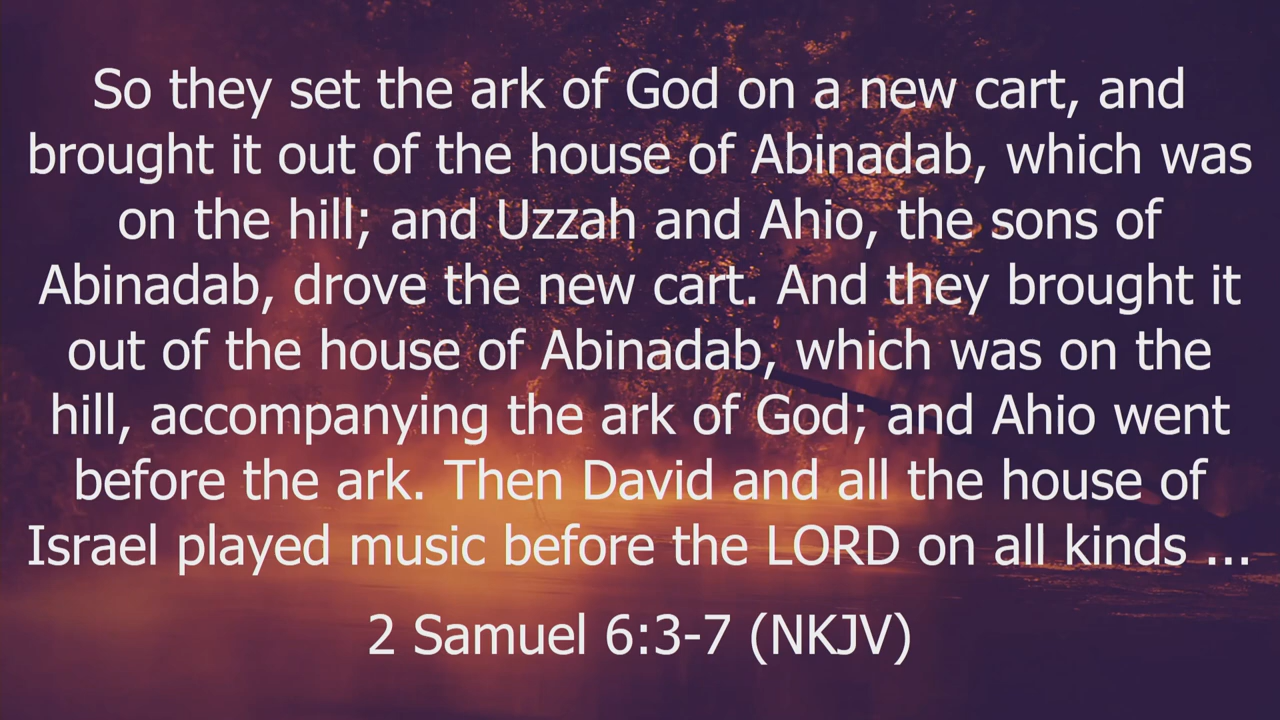 So they set the ark of God on a new cart, and
brought it out of the house of Abinadab, which was
on the hill; and Uzzah and Ahio, the sons of
Abinadab, drove the new cart. And they brought it
out of the house of Abinadab, which was on the
hill, accompanying the ark of God; and Ahio went
before the ark. Then David and all the house of
Israel played music before the LORD on all kinds ...
2 Samuel 6:3-7 (NKJV)